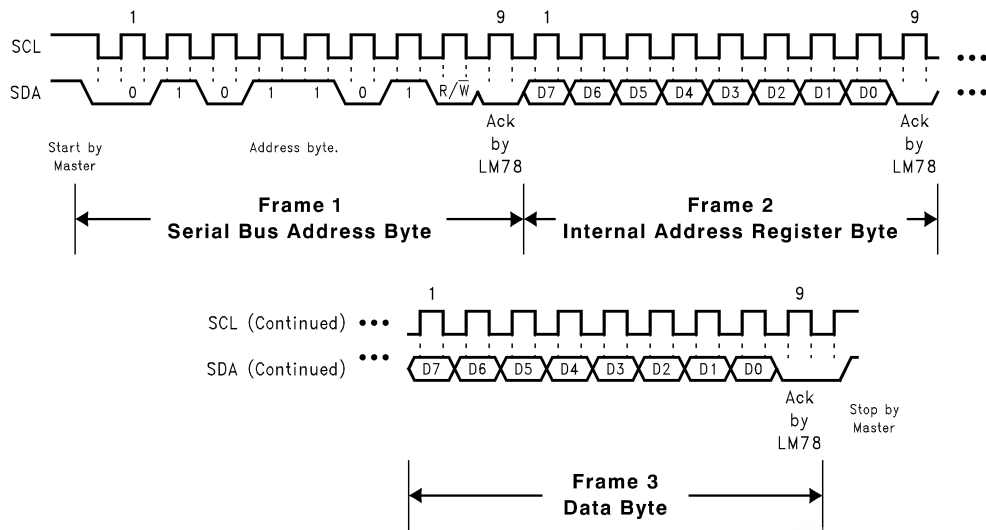 1 9 1 9
SCL •••
SDA 0 1 0 1 1 0 1 R/W̅ D7 D6 D5 D4 D3 D2 D1 D0 •••
Start by
Master
Address byte.
Ack
by
LM78
Ack
by
LM78
Frame 1
Serial Bus Address Byte
Frame 2
Internal Address Register Byte
1 9
SCL (Continued) •••
SDA (Continued) ••• D7 D6 D5 D4 D3 D2 D1 D0
Ack
by
LM78
Stop by
Master
Frame 3
Data Byte